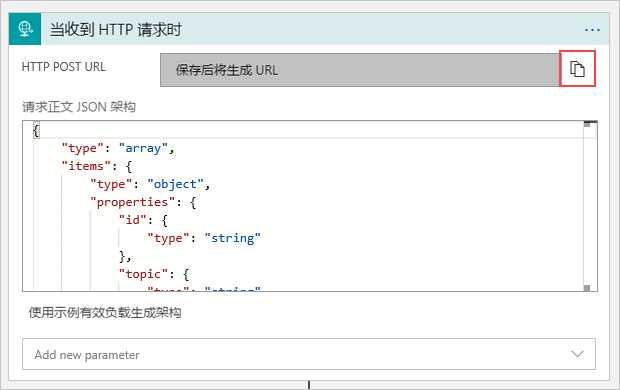 当收到 HTTP 请求时
HTTP POST URL
保存后将生成 URL
请求正文 JSON 架构
{
"type": "array",
"items": {
"type": "object",
"properties": {
"id": {
"type": "string"
},
"topic": {
"type": "string"
使用示例有效负载生成架构
Add new parameter